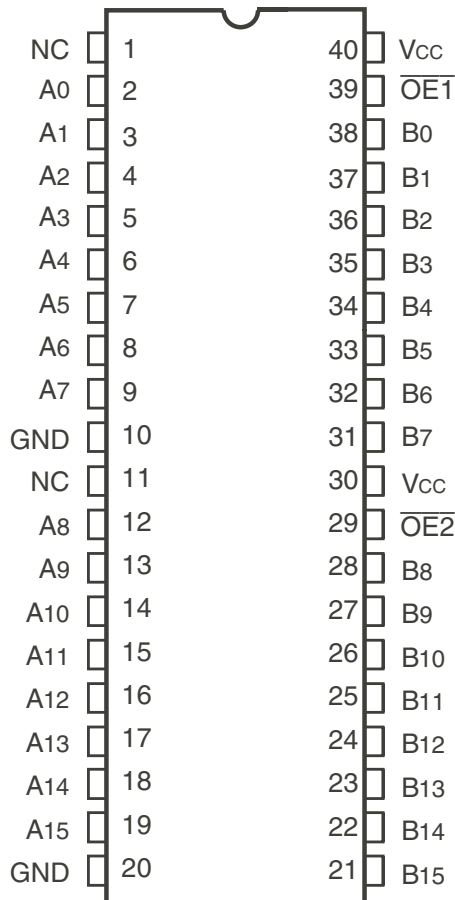 NC 1 40 Vcc
A0 2 39 OE1
A1 3 38 B0
A2 4 37 B1
A3 5 36 B2
A4 6 35 B3
A5 7 34 B4
A6 8 33 B5
A7 9 32 B6
GND 10 31 B7
NC 11 30 Vcc
A8 12 29 OE2
A9 13 28 B8
A10 14 27 B9
A11 15 26 B10
A12 16 25 B11
A13 17 24 B12
A14 18 23 B13
A15 19 22 B14
GND 20 21 B15